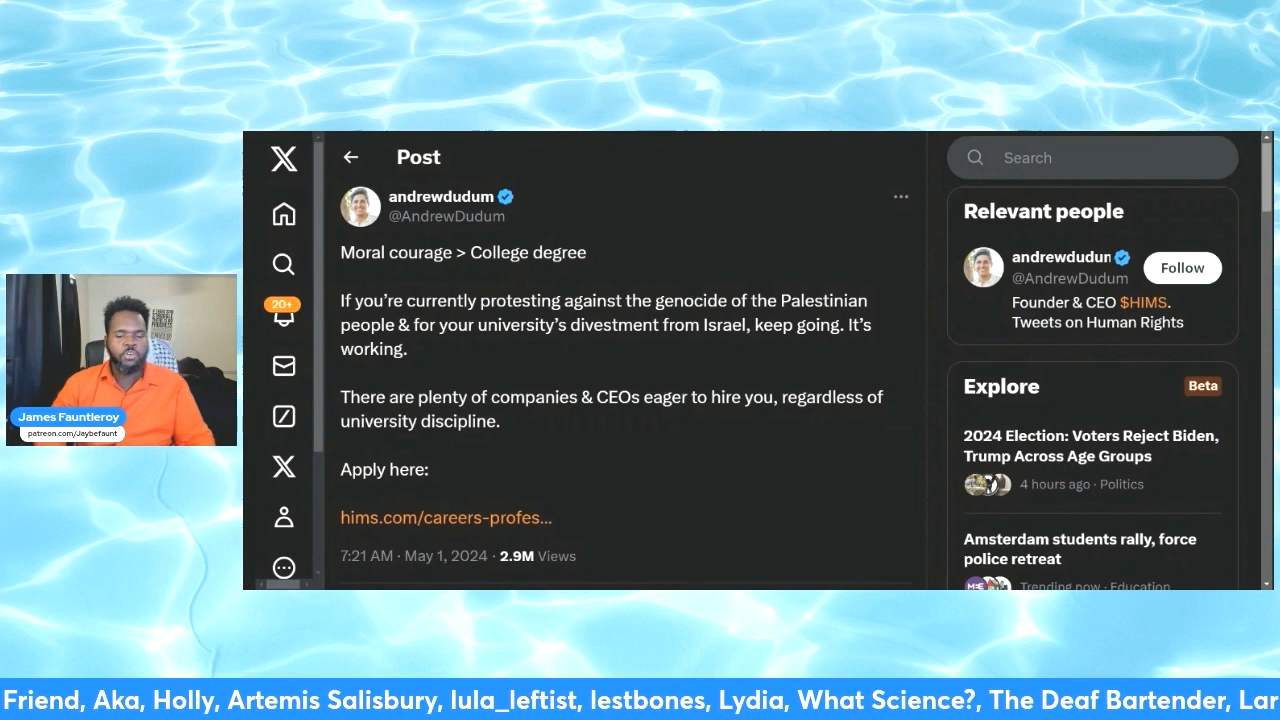 Post
Search
andrewdudum
@AndrewDudum
Moral courage > College degree
If you’re currently protesting against the genocide of the Palestinian
people & for your university’s divestment from Israel, keep going. It’s
working.
There are plenty of companies & CEOs eager to hire you, regardless of
university discipline.
Apply here:
hims.com/careers-profes...
7:21 AM · May 1, 2024 · 2.9M Views
20+
Relevant people
andrewdudum
@AndrewDudum
Follow
Founder & CEO $HIMS.
Tweets on Human Rights
Explore
Beta
2024 Election: Voters Reject Biden,
Trump Across Age Groups
4 hours ago · Politics
Amsterdam students rally, force
police retreat
Trending now · Education
James Fauntleroy
patreon.com/Jaybefaunt
Friend, Aka, Holly, Artemis Salisbury, lula_leftist, lestbones, Lydia, What Science?, The Deaf Bartender, Lar